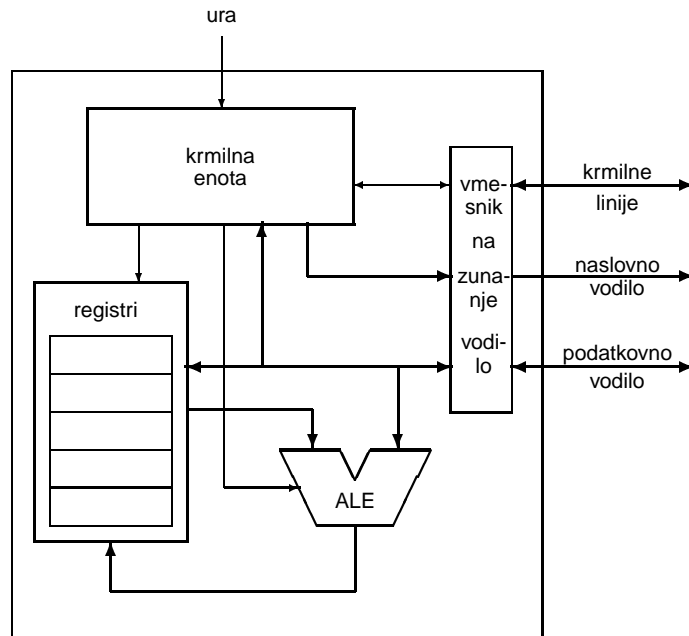 ura
krmilna
enota
vme-
snik
na
zuna-
nje
vodi-
lo
krmilne
linije
naslovno
vodilo
podatkovno
vodilo
registri
ALE